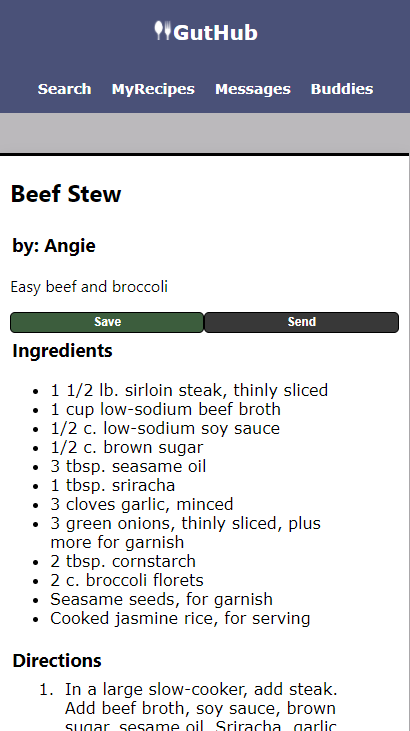 GutHub
Search MyRecipes Messages Buddies
Beef Stew
by: Angie
Easy beef and broccoli
Save Send
Ingredients
• 1 1/2 lb. sirloin steak, thinly sliced
• 1 cup low-sodium beef broth
• 1/2 c. low-sodium soy sauce
• 1/2 c. brown sugar
• 3 tbsp. seasame oil
• 1 tbsp. sriracha
• 3 cloves garlic, minced
• 3 green onions, thinly sliced, plus
more for garnish
• 2 tbsp. cornstarch
• 2 c. broccoli florets
• Seasame seeds, for garnish
• Cooked jasmine rice, for serving
Directions
1. In a large slow-cooker, add steak.
Add beef broth, soy sauce, brown
sugar, sesame oil, Sriracha, garlic